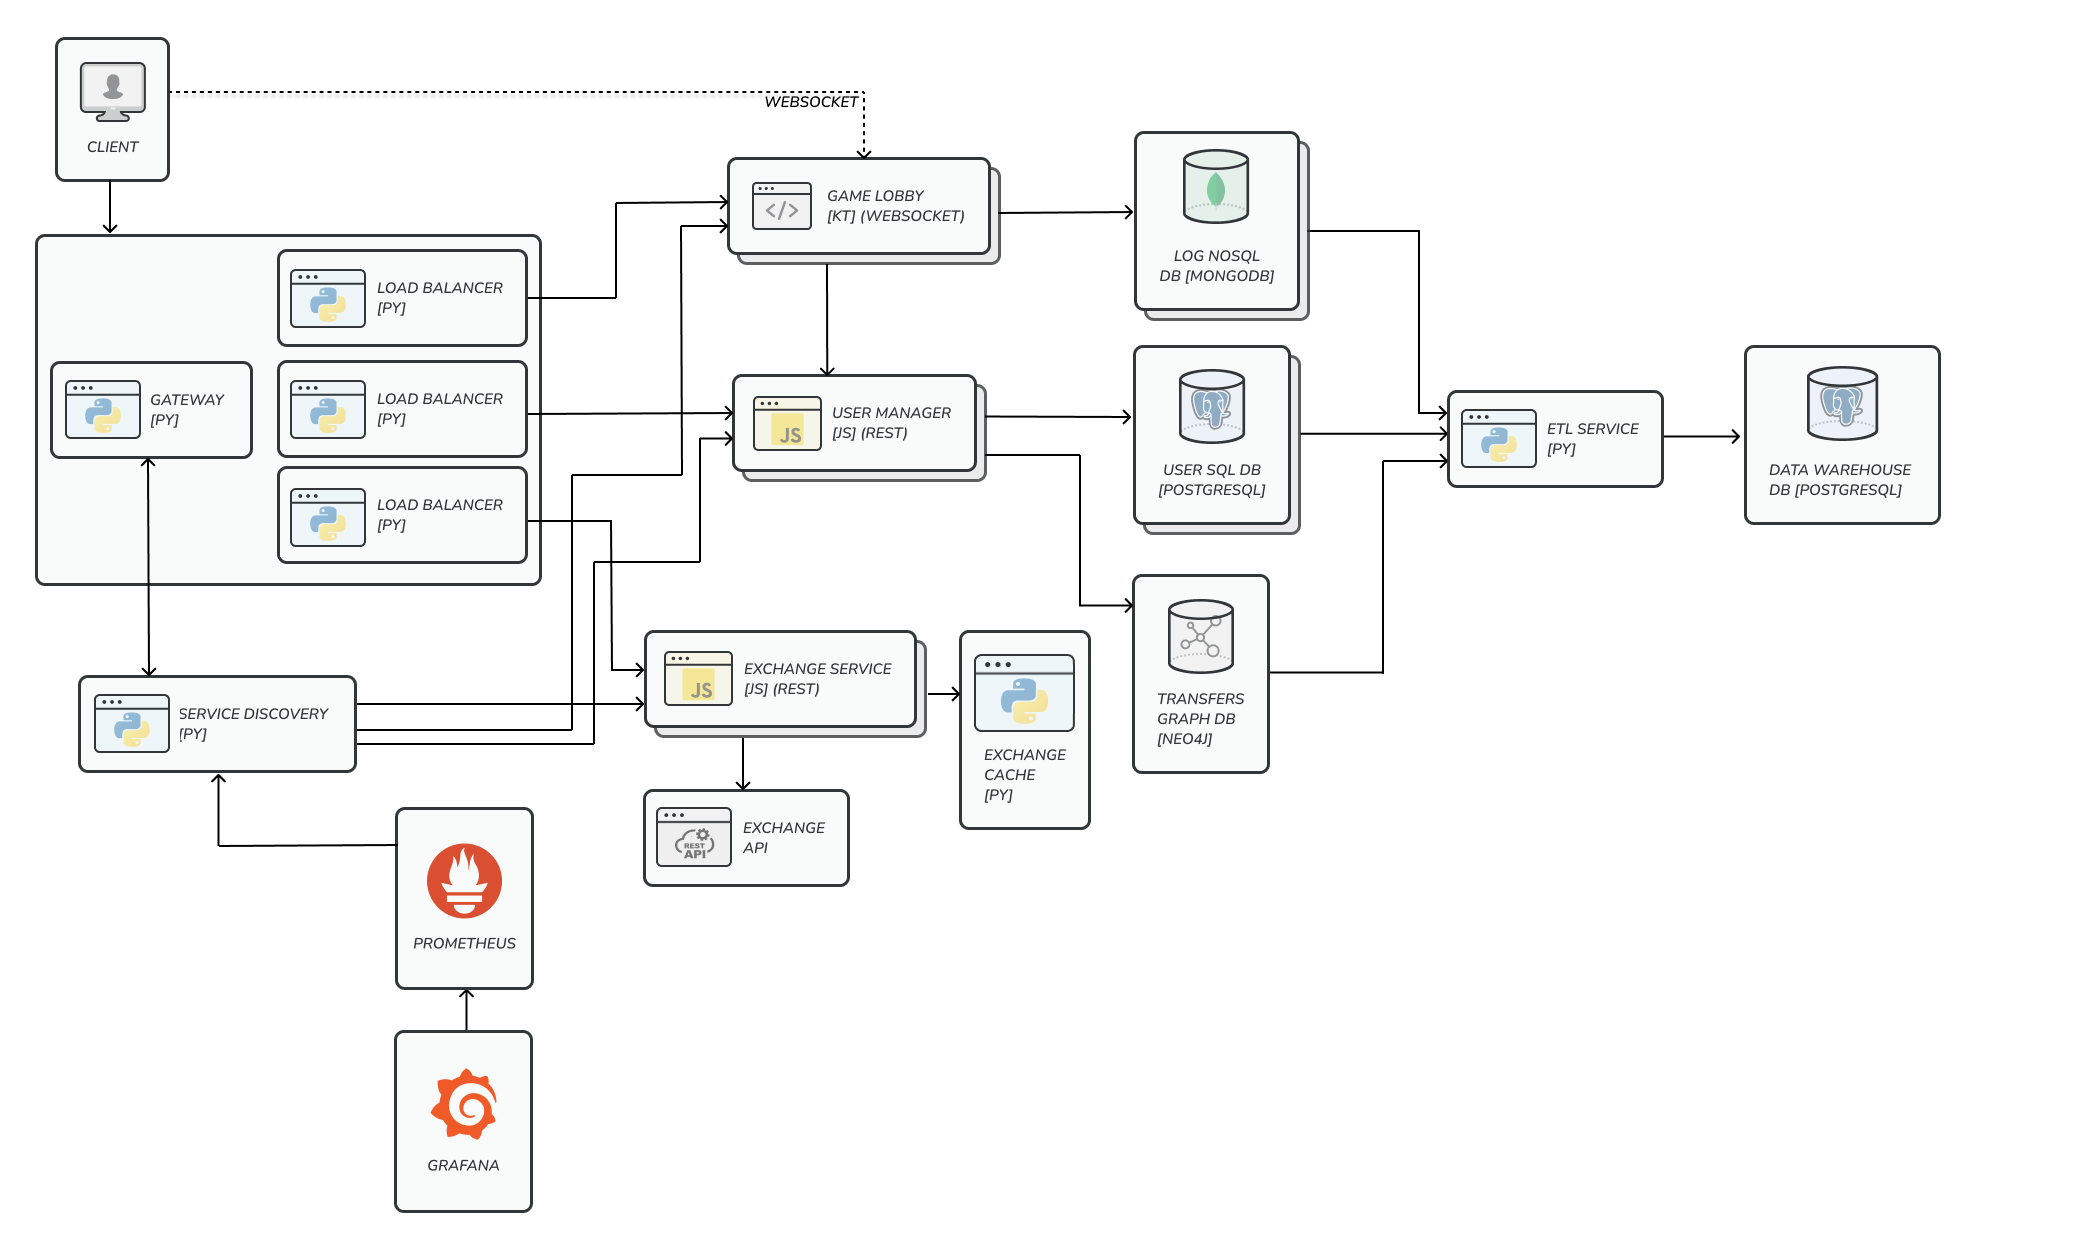 CLIENT
WEBSOCKET
GAME LOBBY
[KT] (WEBSOCKET)
LOG NOSQL
DB [MONGODB]
LOAD BALANCER
[PY]
GATEWAY
[PY]
LOAD BALANCER
[PY]
LOAD BALANCER
[PY]
USER MANAGER
[JS] (REST)
JS
USER SQL DB
[POSTGRESQL]
ETL SERVICE
[PY]
DATA WAREHOUSE
DB [POSTGRESQL]
SERVICE DISCOVERY
[PY]
EXCHANGE SERVICE
[JS] (REST)
JS
EXCHANGE
CACHE
[PY]
TRANSFERS
GRAPH DB
[NEO4J]
EXCHANGE
API
REST
API
PROMETHEUS
GRAFANA